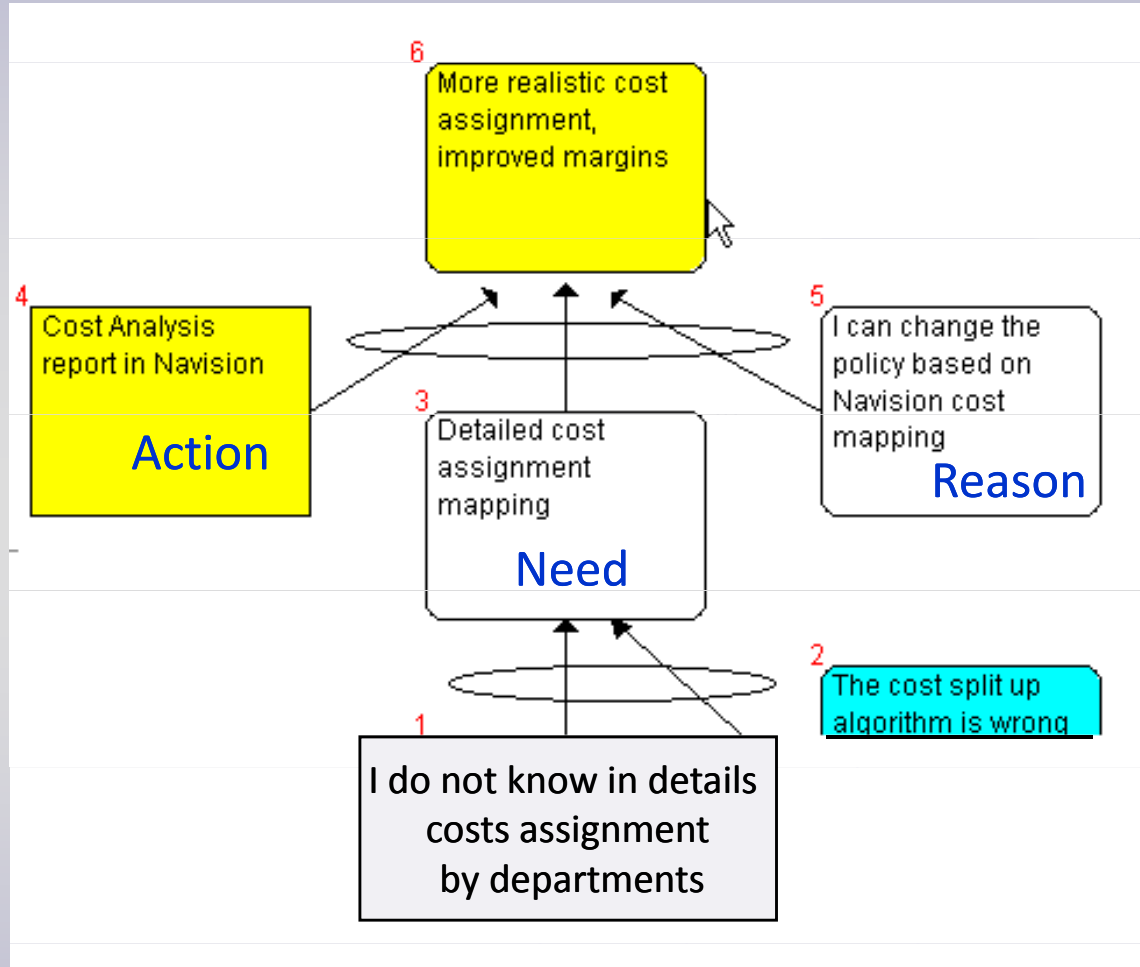 6
More realistic cost
assignment,
improved margins
4
Cost Analysis
report in Navision
Action
5
I can change the
policy based on
Navision cost
mapping
Reason
3
Detailed cost
assignment
mapping
Need
2
The cost split up
algorithm is wrong
1
I do not know in details
costs assignment
by departments